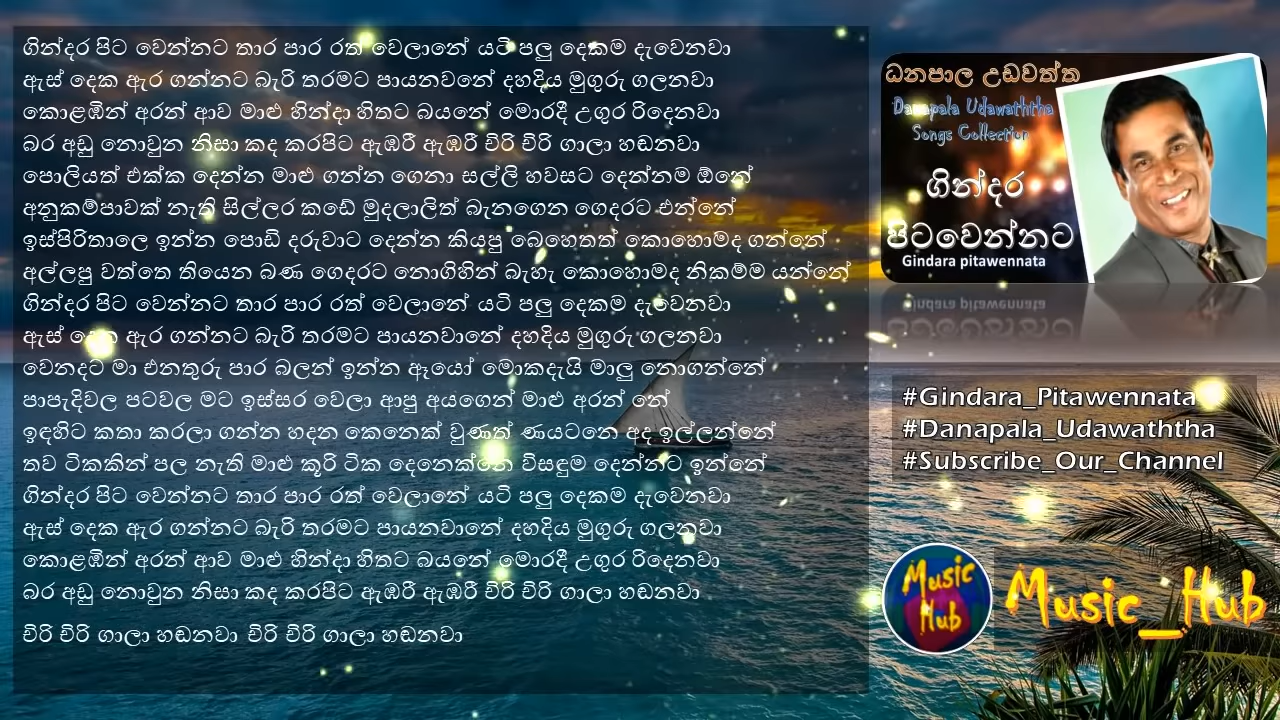 ගින්දර පිට වෙන්නට තාර පාර රත් වෙලානේ යටි පලු දෙකම දැවෙනවා
ඇස් දෙක ඇර ගන්නට බැරි තරමට පායනවනේ දහදිය මුගුරු ගලනවා
කොළඹින් අරන් ආව මාළු හින්දා හිතට බයනේ මොරදී උගුර රිදෙනවා
බර අඩු නොවුන නිසා කද කරපිට ඇඹරී ඇඹරී චිරි චිරි ගාලා හඬනවා
පොලියත් එක්ක දෙන්න මාළු ගන්න ගෙනා සල්ලි හවසට දෙන්නම ඕනේ
අනුකම්පාවක් නැති සිල්ලර කඩේ මුදලාලිත් බැනගෙන ගෙදරට එන්නේ
ඉස්පිරිතාලෙ ඉන්න පොඩි දරුවාට දෙන්න කියපු බෙහෙතත් කොහොම්ද ගන්නේ
අල්ලපු වත්තෙ තියෙන බණ ගෙදරට නොගිහින් බැහැ කොහොමද නිකම්ම යන්නේ
ගින්දර පිට වෙන්නට තාර පාර රත් වෙලානේ යටි පලු දෙකම දැවෙනවා
ඇස් දෙක ඇර ගන්නට බැරි තරමට පායනවානේ දහදිය මුගුරු ගලනවා
වෙනදට මා එනතුරු පාර බලන් ඉන්න ඈයෝ මොකදැයි මාලු නොගන්නේ
පාපැදිවල පටවල මට ඉස්සර වෙලා ආපු අයගෙන් මාළු අරන් නේ
ඉඳහිට කතා කරලා ගන්න හදන කෙනෙක් වුණත් ණයටනෙ අද ඉල්ලන්නේ
තව ටිකකින් පල නැති මාළු කූරි ටික දෙනෙක්නෙ විසඳුම දෙන්නට ඉන්නේ
ගින්දර පිට වෙන්නට තාර පාර රත් වෙලානේ යටි පලු දෙකම දැවෙනවා
ඇස් දෙක ඇර ගන්නට බැරි තරමට පායනවානේ දහදිය මුගුරු ගලනවා
කොළඹින් අරන් ආව මාළු හින්දා හිතට බයනේ මොරදී උගුර රිදෙනවා
බර අඩු නොවුන නිසා කද කරපිට ඇඹරී ඇඹරී චිරි චිරි ගාලා හඬනවා
චිරි චිරි ගාලා හඬනවා චිරි චිරි ගාලා හඬනවා
ධනපාල උඩවත්ත
Danapala Udawaththa
Songs Collection
ගින්දර
පිටවෙන්නට
Gindara pitawennata
#Gindara_Pitawennata
#Danapala_Udawaththa
#Subscribe_Our_Channel
Music
Hub
Music_Hub